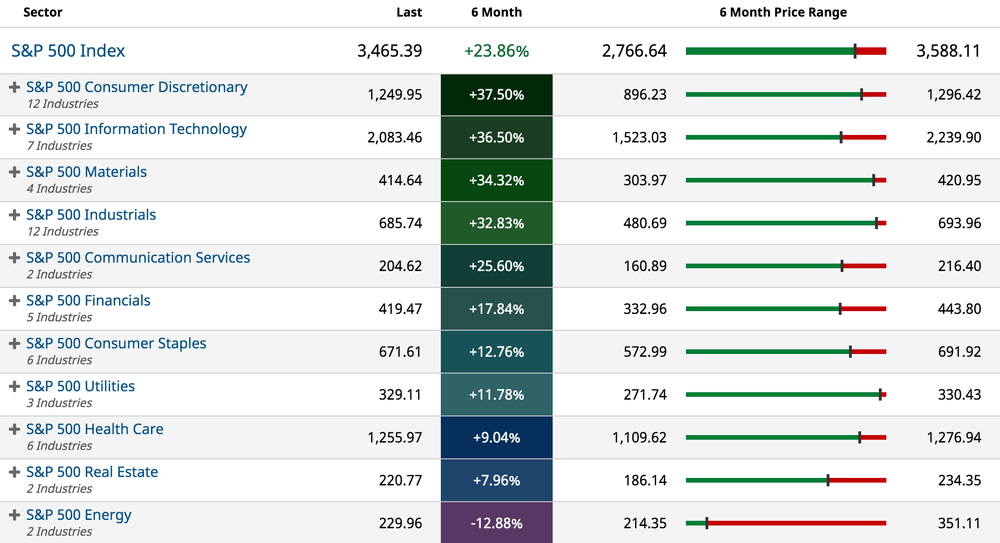 Sector Last 6 Month 6 Month Price Range
S&P 500 Index 3,465.39 +23.86% 2,766.64 3,588.11
S&P 500 Consumer Discretionary 1,249.95 +37.50% 896.23 1,296.42
12 Industries
S&P 500 Information Technology 2,083.46 +36.50% 1,523.03 2,239.90
7 Industries
S&P 500 Materials 414.64 +34.32% 303.97 420.95
4 Industries
S&P 500 Industrials 685.74 +32.83% 480.69 693.96
12 Industries
S&P 500 Communication Services 204.62 +25.60% 160.89 216.40
2 Industries
S&P 500 Financials 419.47 +17.84% 332.96 443.80
5 Industries
S&P 500 Consumer Staples 671.61 +12.76% 572.99 691.92
6 Industries
S&P 500 Utilities 329.11 +11.78% 271.74 330.43
3 Industries
S&P 500 Health Care 1,255.97 +9.04% 1,109.62 1,276.94
6 Industries
S&P 500 Real Estate 220.77 +7.96% 186.14 234.35
2 Industries
S&P 500 Energy 229.96 -12.88% 214.35 351.11
2 Industries